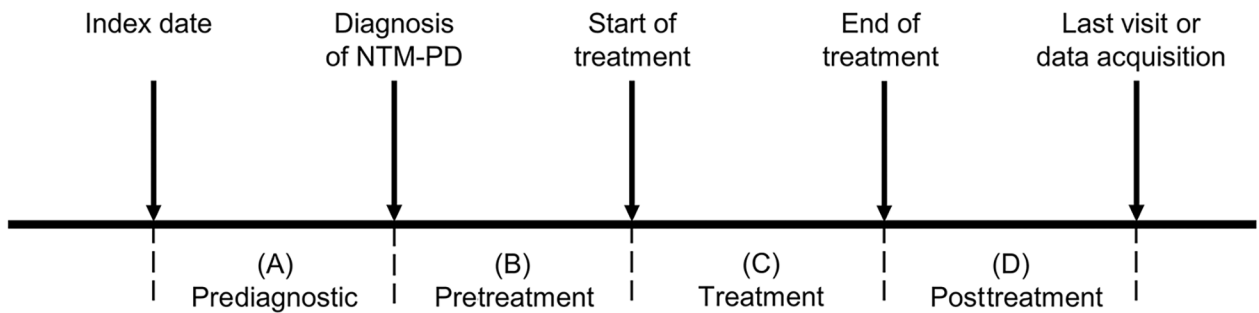 Index date
Diagnosis
of NTM-PD
Start of
treatment
End of
treatment
Last visit or
data acquisition
(A)
Prediagnostic
(B)
Pretreatment
(C)
Treatment
(D)
Posttreatment